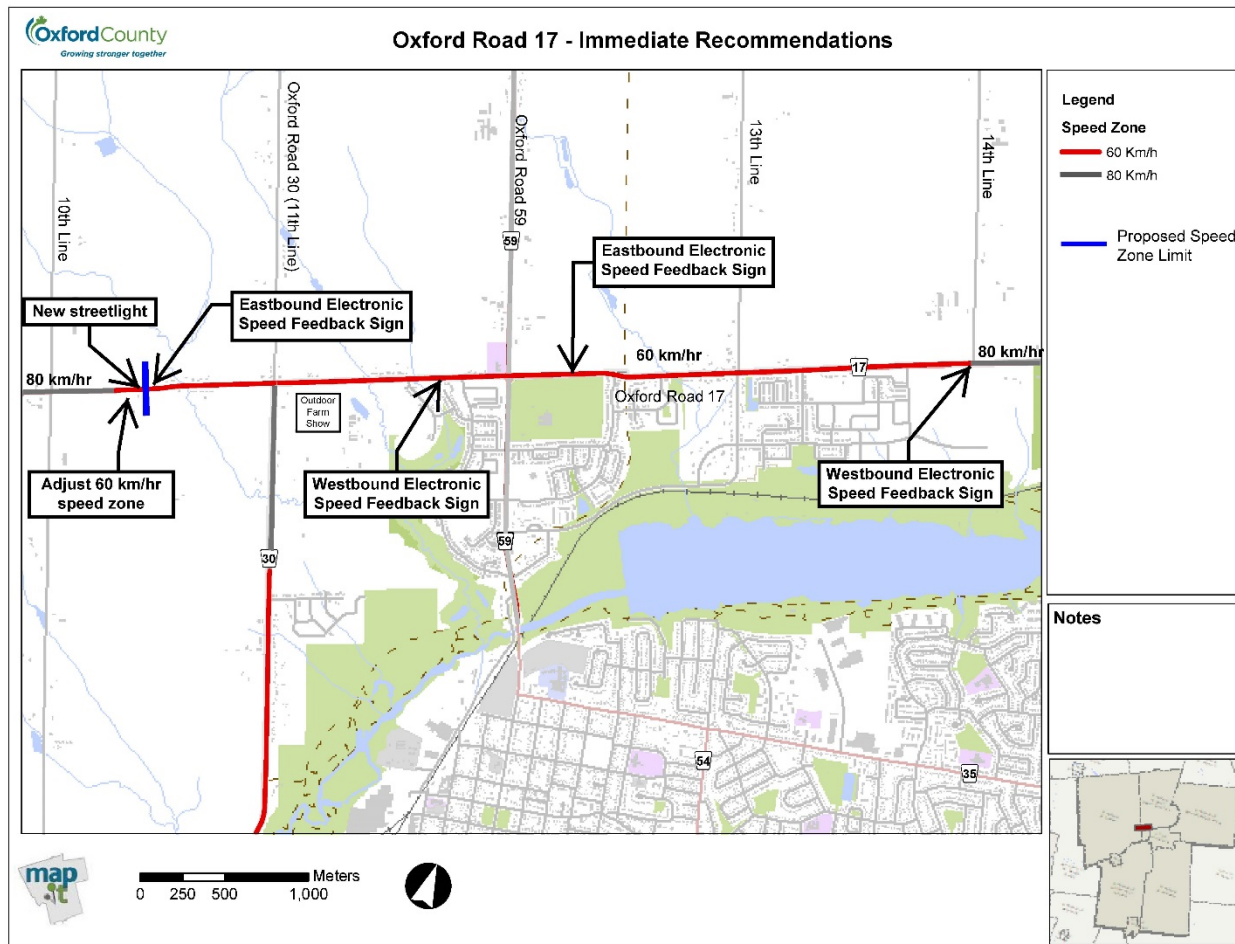 OxfordCounty
Growing stronger together
Oxford Road 17 - Immediate Recommendations
10th Line
Oxford Road 30 (11th Line)
Oxford Road 59
13th Line
14th Line
59
New streetlight
Eastbound Electronic
Speed Feedback Sign
Eastbound Electronic
Speed Feedback Sign
80 km/hr
60 km/hr
17
80 km/hr
Oxford Road 17
Outdoor
Farm
Show
Adjust 60 km/hr
speed zone
Westbound Electronic
Speed Feedback Sign
Westbound Electronic
Speed Feedback Sign
59
30
54
35
Legend
Speed Zone
60 Km/h
80 Km/h
Proposed Speed
Zone Limit
Notes
map
it
Meters
0 250 500 1,000